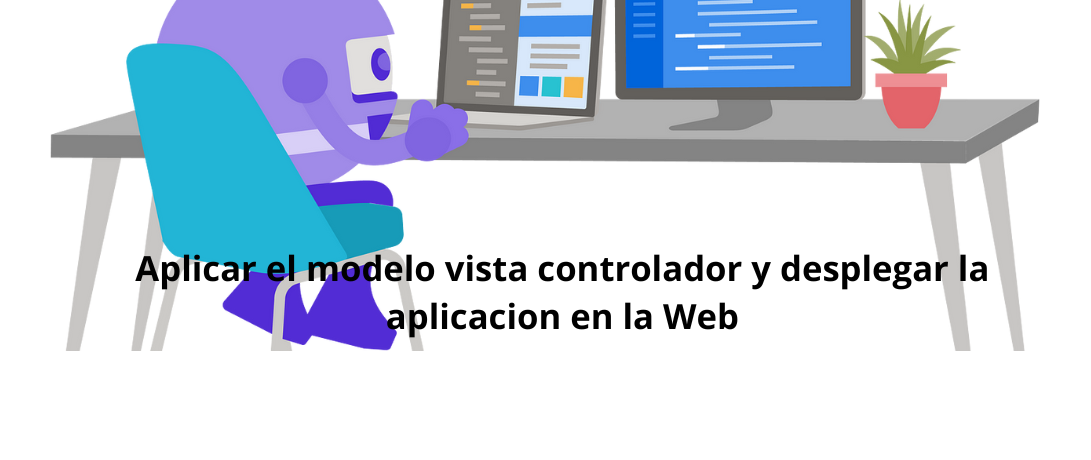 Aplicar el modelo vista controlador y desplegar la
aplicacion en la Web